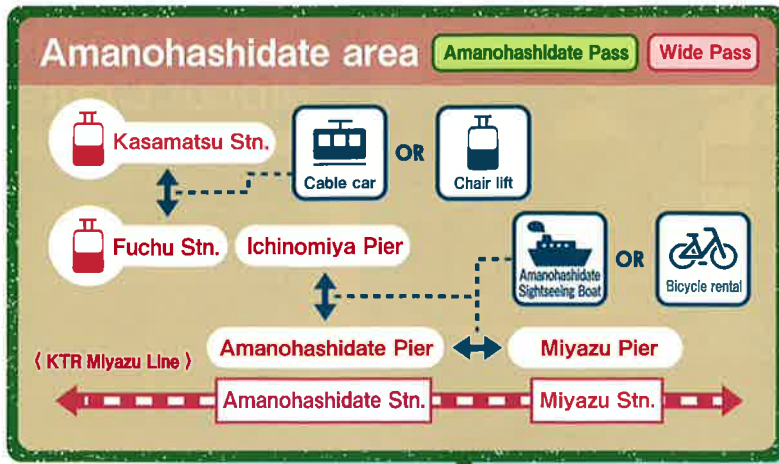 Amanohashidate area
Amanohashidate Pass
Wide Pass
Kasamatsu Stn.
Cable car
OR
Chair lift
Fuchu Stn.
Ichinomiya Pier
Amanohashidate
Sightseeing Boat
OR
Bicycle rental
Amanohashidate Pier
Miyazu Pier
⟨ KTR Miyazu Line ⟩
Amanohashidate Stn.
Miyazu Stn.